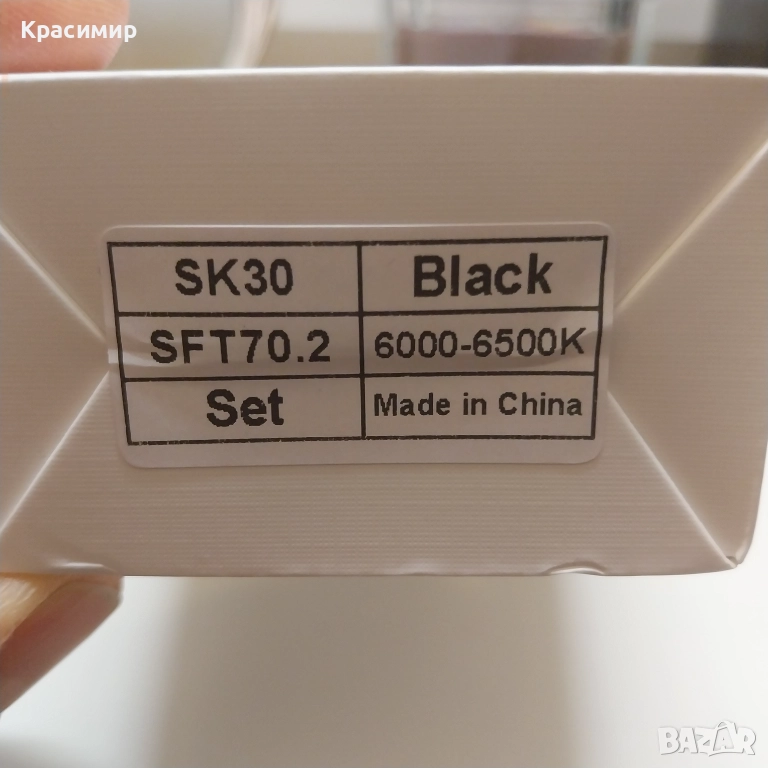 Красимир
SK30 Black
SFT70.2 6000-6500K
Set Made in China
BAZAR